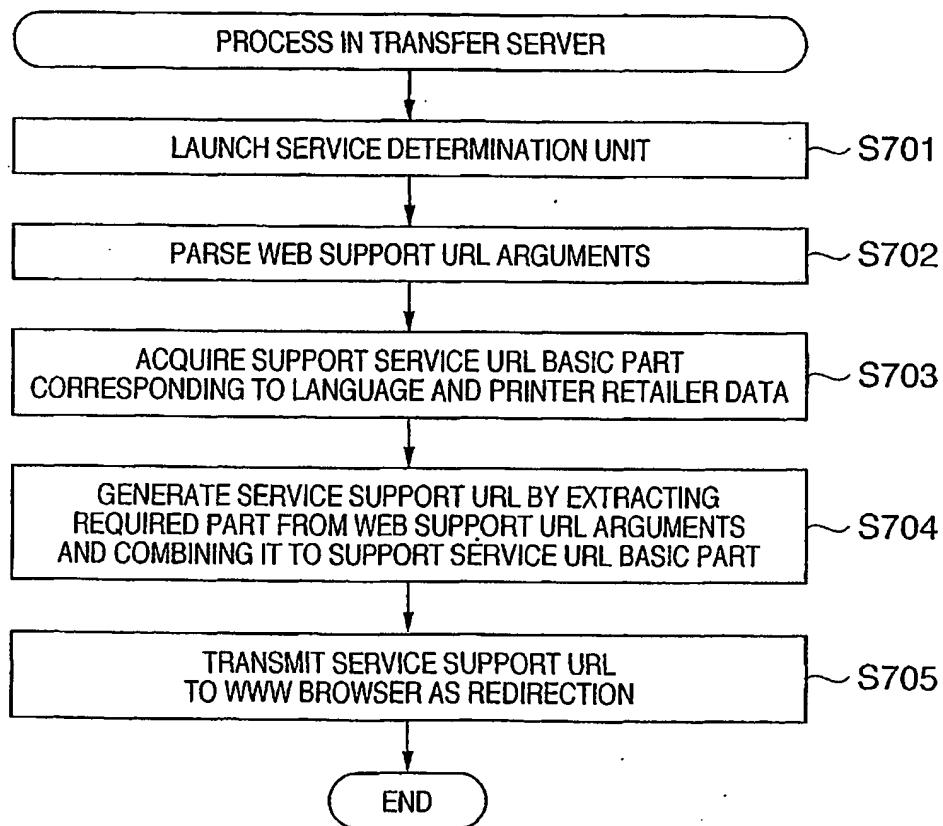 PROCESS IN TRANSFER SERVER
LAUNCH SERVICE DETERMINATION UNIT
S701
PARSE WEB SUPPORT URL ARGUMENTS
S702
ACQUIRE SUPPORT SERVICE URL BASIC PART
CORRESPONDING TO LANGUAGE AND PRINTER RETAILER DATA
S703
GENERATE SERVICE SUPPORT URL BY EXTRACTING
REQUIRED PART FROM WEB SUPPORT URL ARGUMENTS
AND COMBINING IT TO SUPPORT SERVICE URL BASIC PART
S704
TRANSMIT SERVICE SUPPORT URL
TO WWW BROWSER AS REDIRECTION
S705
END